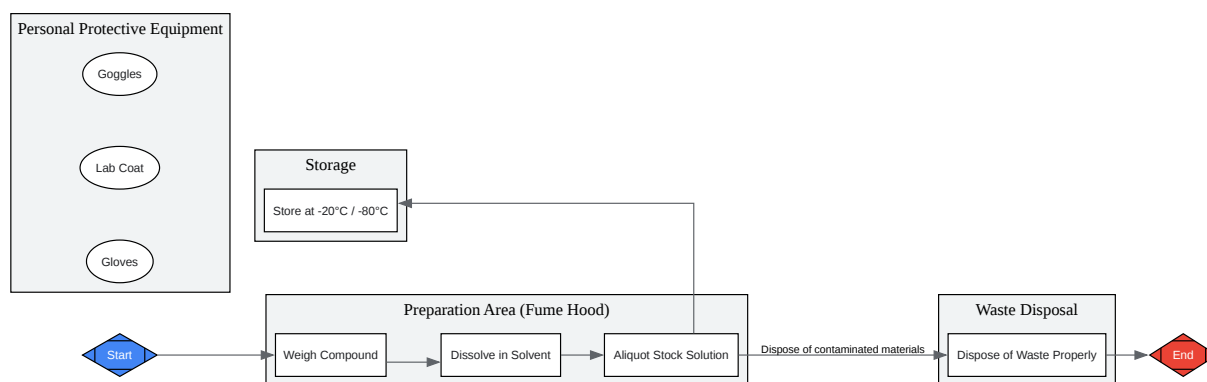 Personal Protective Equipment
Goggles
Lab Coat
Gloves
Storage
Store at -20°C / -80°C
Preparation Area (Fume Hood)
Waste Disposal
Start
Weigh Compound
Dissolve in Solvent
Aliquot Stock Solution
Dispose of contaminated materials
Dispose of Waste Properly
End